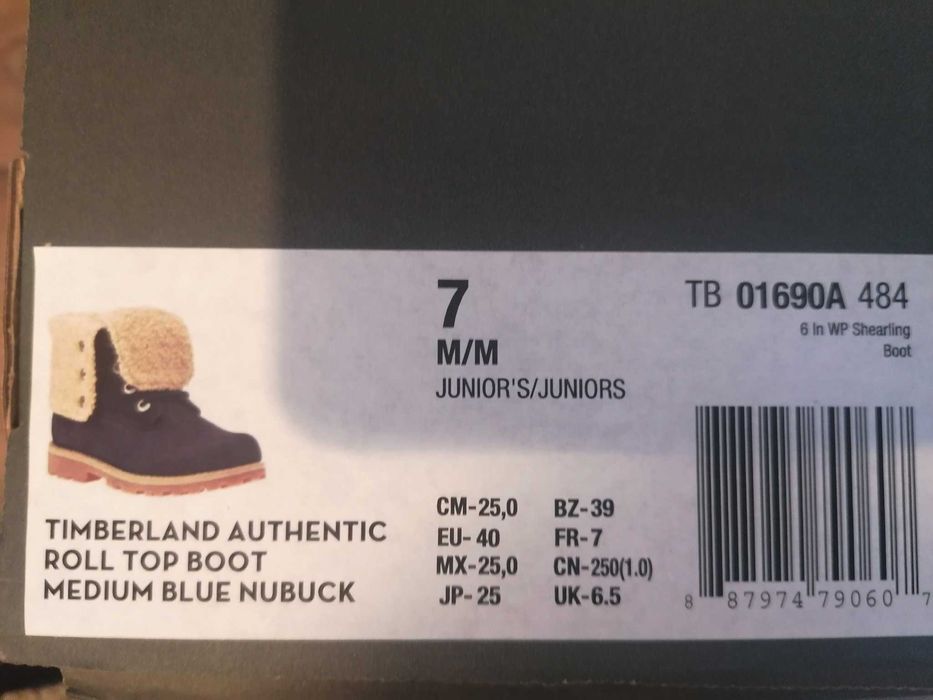 7
M/M
JUNIOR'S/JUNIORS
TB 01690A 484
6 In WP Shearling
Boot
TIMBERLAND AUTHENTIC
ROLL TOP BOOT
MEDIUM BLUE NUBUCK
CM-25,0 BZ-39
EU-40 FR-7
MX-25,0 CN-250(1.0)
JP-25 UK-6.5
8 87974 79060 7